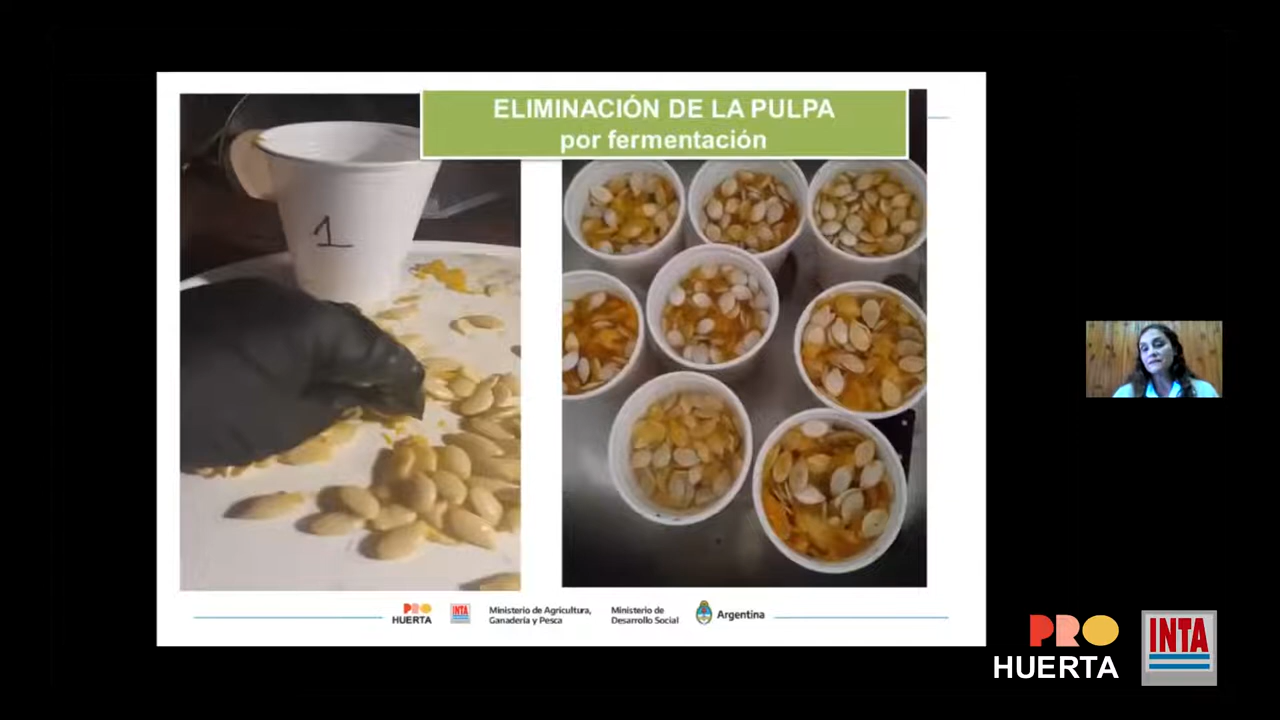 ELIMINACIÓN DE LA PULPA
por fermentación
1
PRO
HUERTA
INTA
Ministerio de Agricultura,
Ganadería y Pesca
Ministerio de
Desarrollo Social
Argentina
PRO
HUERTA
INTA